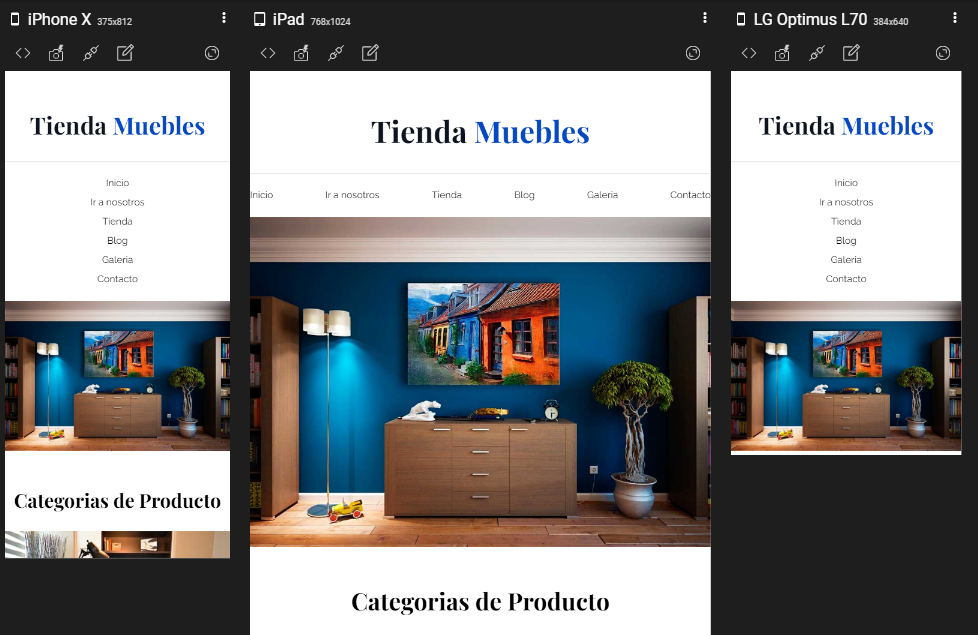 iPhone X 375x812
Tienda Muebles
Inicio
Ir a nosotros
Tienda
Blog
Galeria
Contacto
Categorias de Producto
iPad 768x1024
Tienda Muebles
Inicio Ir a nosotros Tienda Blog Galeria Contacto
Categorias de Producto
LG Optimus L70 384x640
Tienda Muebles
Inicio
Ir a nosotros
Tienda
Blog
Galeria
Contacto